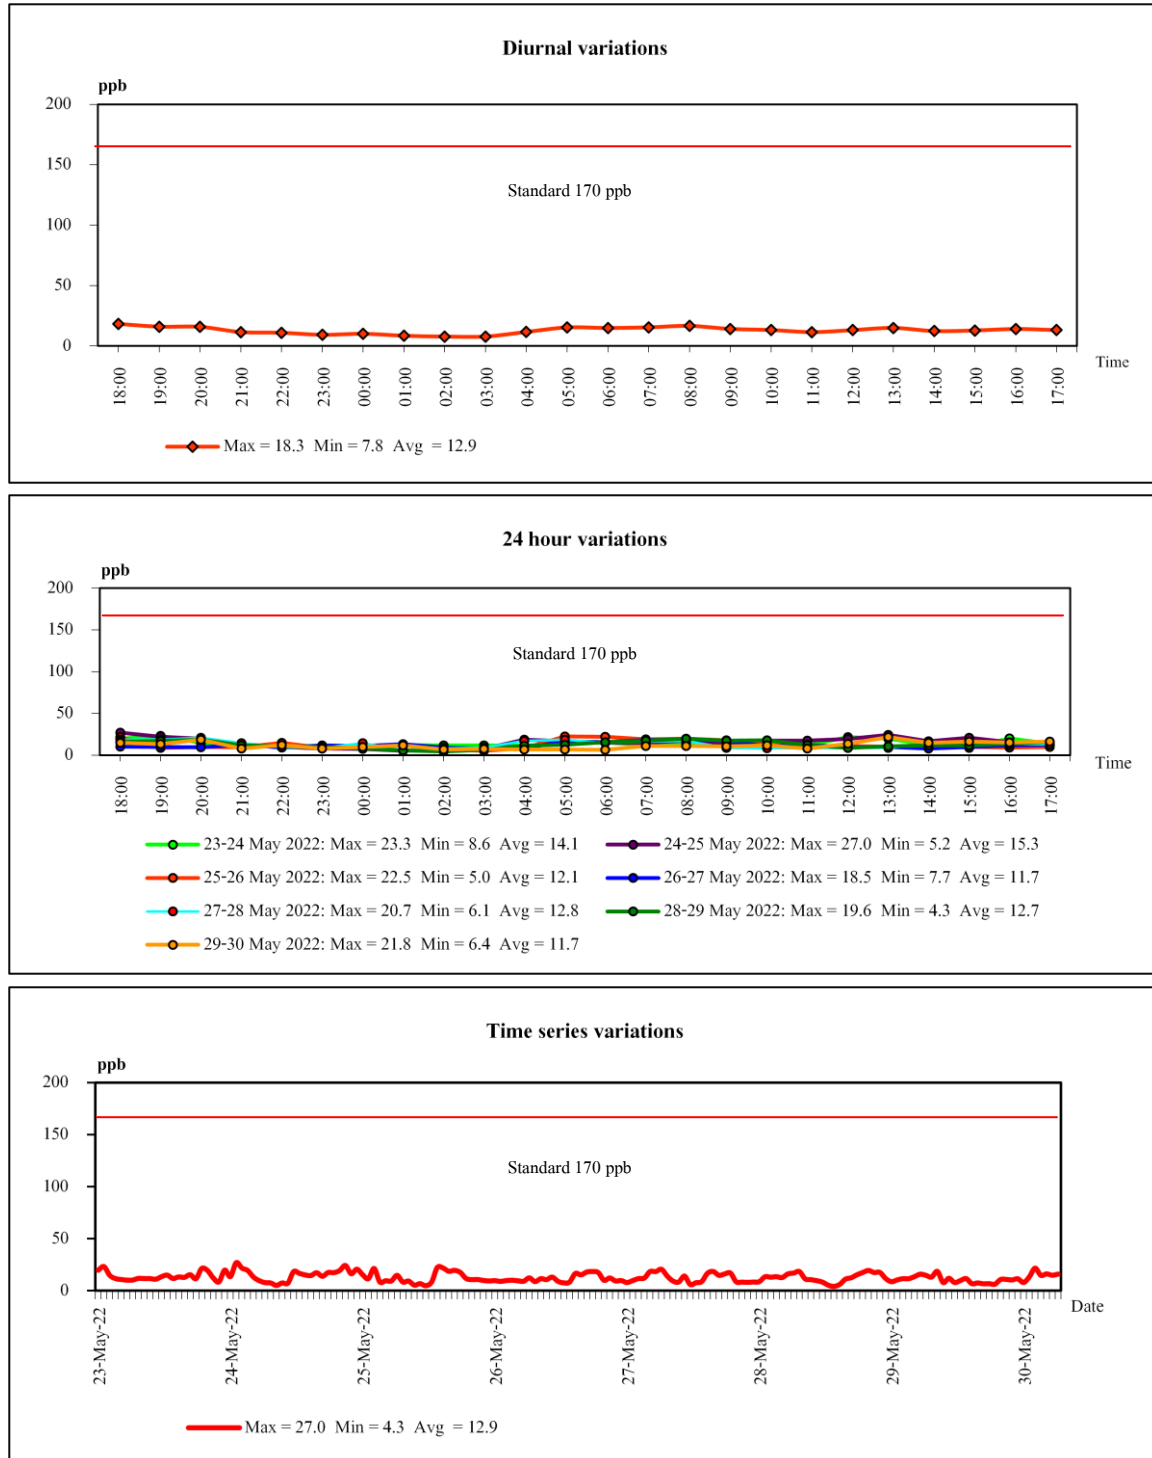 Diurnal variations
ppb
200
150
100
50
0
Standard 170 ppb
Time
18:00 19:00 20:00 21:00 22:00 23:00 00:00 01:00 02:00 03:00 04:00 05:00 06:00 07:00 08:00 09:00 10:00 11:00 12:00 13:00 14:00 15:00 16:00 17:00
Max = 18.3 Min = 7.8 Avg = 12.9
24 hour variations
ppb
200
150
100
50
0
Standard 170 ppb
Time
18:00 19:00 20:00 21:00 22:00 23:00 00:00 01:00 02:00 03:00 04:00 05:00 06:00 07:00 08:00 09:00 10:00 11:00 12:00 13:00 14:00 15:00 16:00 17:00
23-24 May 2022: Max = 23.3 Min = 8.6 Avg = 14.1 24-25 May 2022: Max = 27.0 Min = 5.2 Avg = 15.3
25-26 May 2022: Max = 22.5 Min = 5.0 Avg = 12.1 26-27 May 2022: Max = 18.5 Min = 7.7 Avg = 11.7
27-28 May 2022: Max = 20.7 Min = 6.1 Avg = 12.8 28-29 May 2022: Max = 19.6 Min = 4.3 Avg = 12.7
29-30 May 2022: Max = 21.8 Min = 6.4 Avg = 11.7
Time series variations
ppb
200
150
100
50
0
Standard 170 ppb
Date
23-May-22 24-May-22 25-May-22 26-May-22 27-May-22 28-May-22 29-May-22 30-May-22
Max = 27.0 Min = 4.3 Avg = 12.9